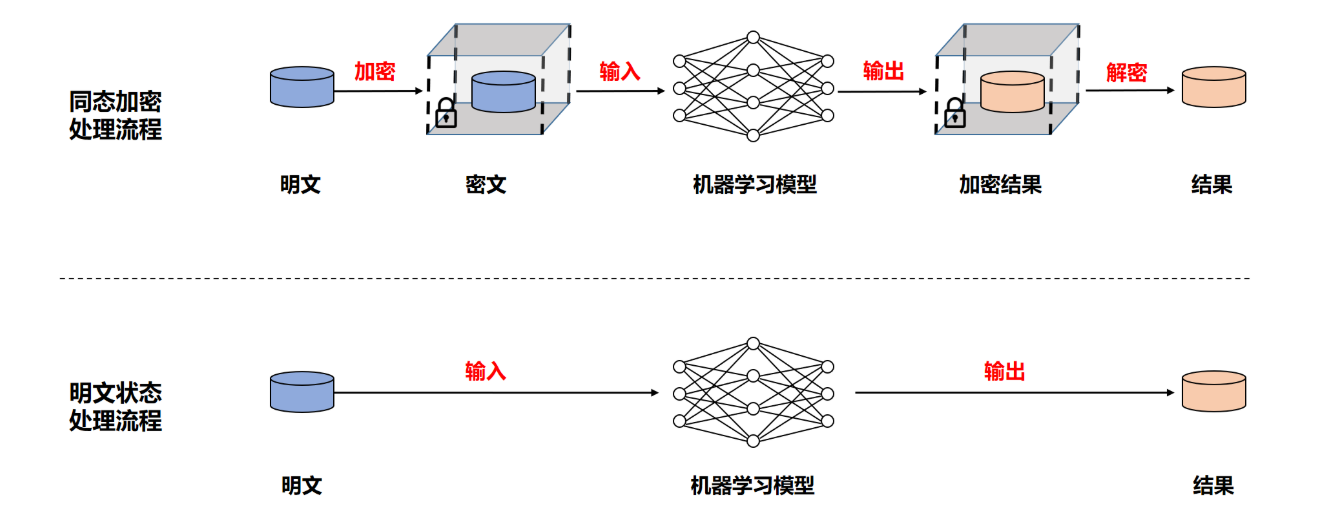 加密
输入
输出
解密
同态加密
处理流程
明文
密文
机器学习模型
加密结果
结果
输入
输出
明文状态
处理流程
明文
机器学习模型
结果